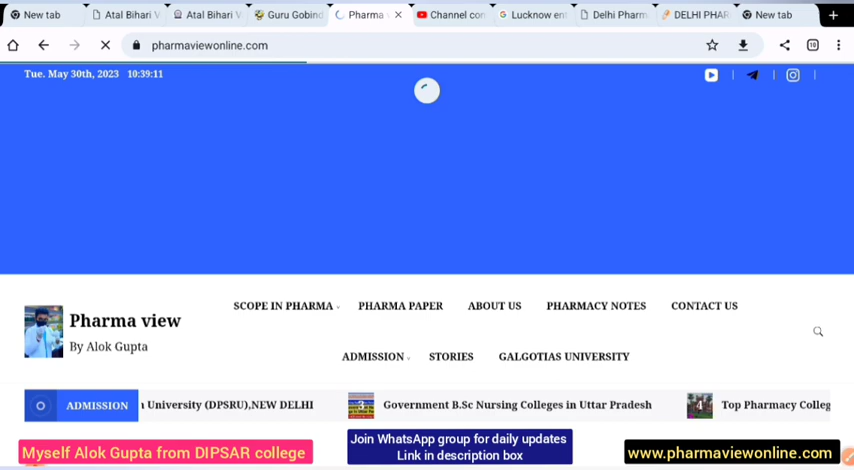 New tab
Atal Bihari V
Atal Bihari V
Guru Gobind
Pharma
Channel con
Lucknow ent
Delhi Pharm
DELHI PHAR
New tab
pharmaviewonline.com
19
Tue. May 30th, 2023 10:39:11
SCOPE IN PHARMA
PHARMA PAPER
ABOUT US
PHARMACY NOTES
CONTACT US
Pharma view
By Alok Gupta
ADMISSION
STORIES
GALGOTIAS UNIVERSITY
ADMISSION
University (DPSRU),NEW DELHI
Government B.Sc Nursing Colleges in Uttar Pradesh
Top Pharmacy Colleg
Myself Alok Gupta from DIPSAR college
Join WhatsApp group for daily updates
Link in description box
www.pharmaviewonline.com